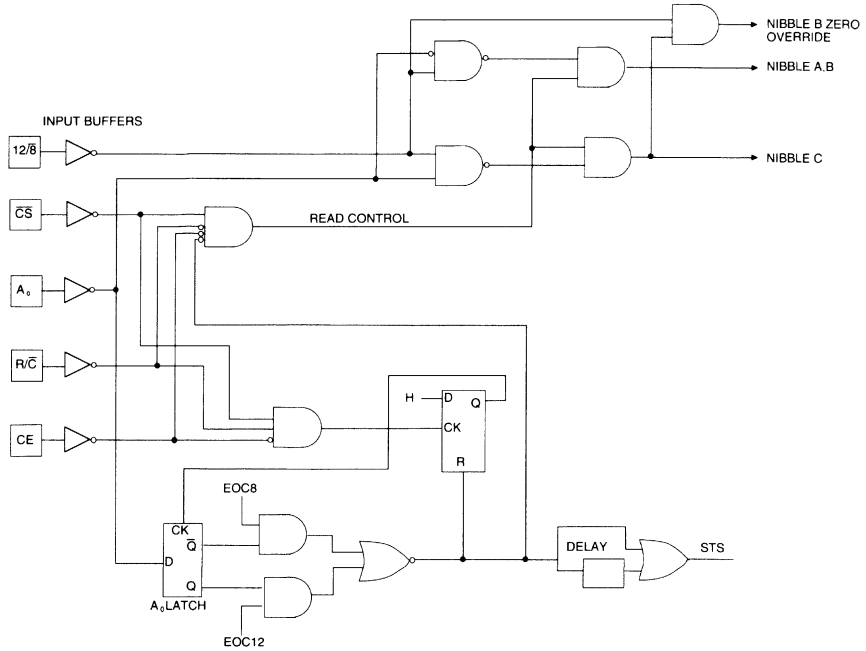 NIBBLE B ZERO
OVERRIDE
NIBBLE A,B
INPUT BUFFERS
12/8̅
NIBBLE C
C̅S̅
READ CONTROL
A₀
R/C̅
H
D
Q
CK
CE
R
EOC8
CK
Q̅
D
DELAY
STS
Q
A₀LATCH
EOC12